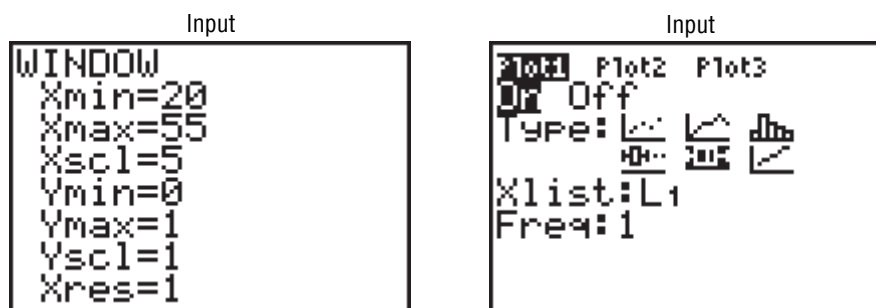 Input
WINDOW
Xmin=20
Xmax=55
Xscl=5
Ymin=0
Ymax=1
Yscl=1
Xres=1
Input
Plot1 Plot2 Plot3
On Off
Type:
Xlist:L₁
Freq:1